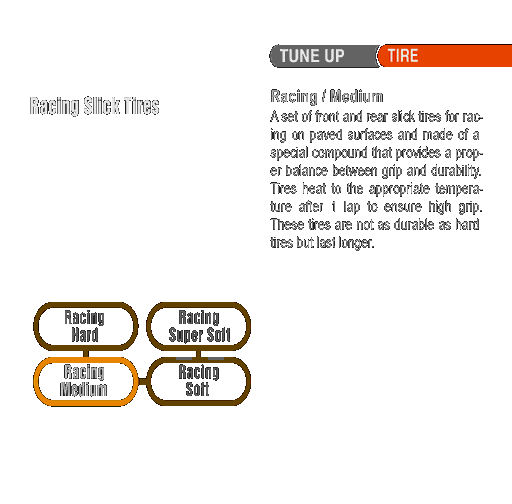 TUNE UP TIRE
Racing Slick Tires
Racing / Medium
A set of front and rear slick tires for rac-
ing on paved surfaces and made of a
special compound that provides a prop-
er balance between grip and durability.
Tires heat to the appropriate tempera-
ture after 1 lap to ensure high grip.
These tires are not as durable as hard
tires but last longer.
Racing
Hard
Racing
Super Soft
Racing
Medium
Racing
Soft